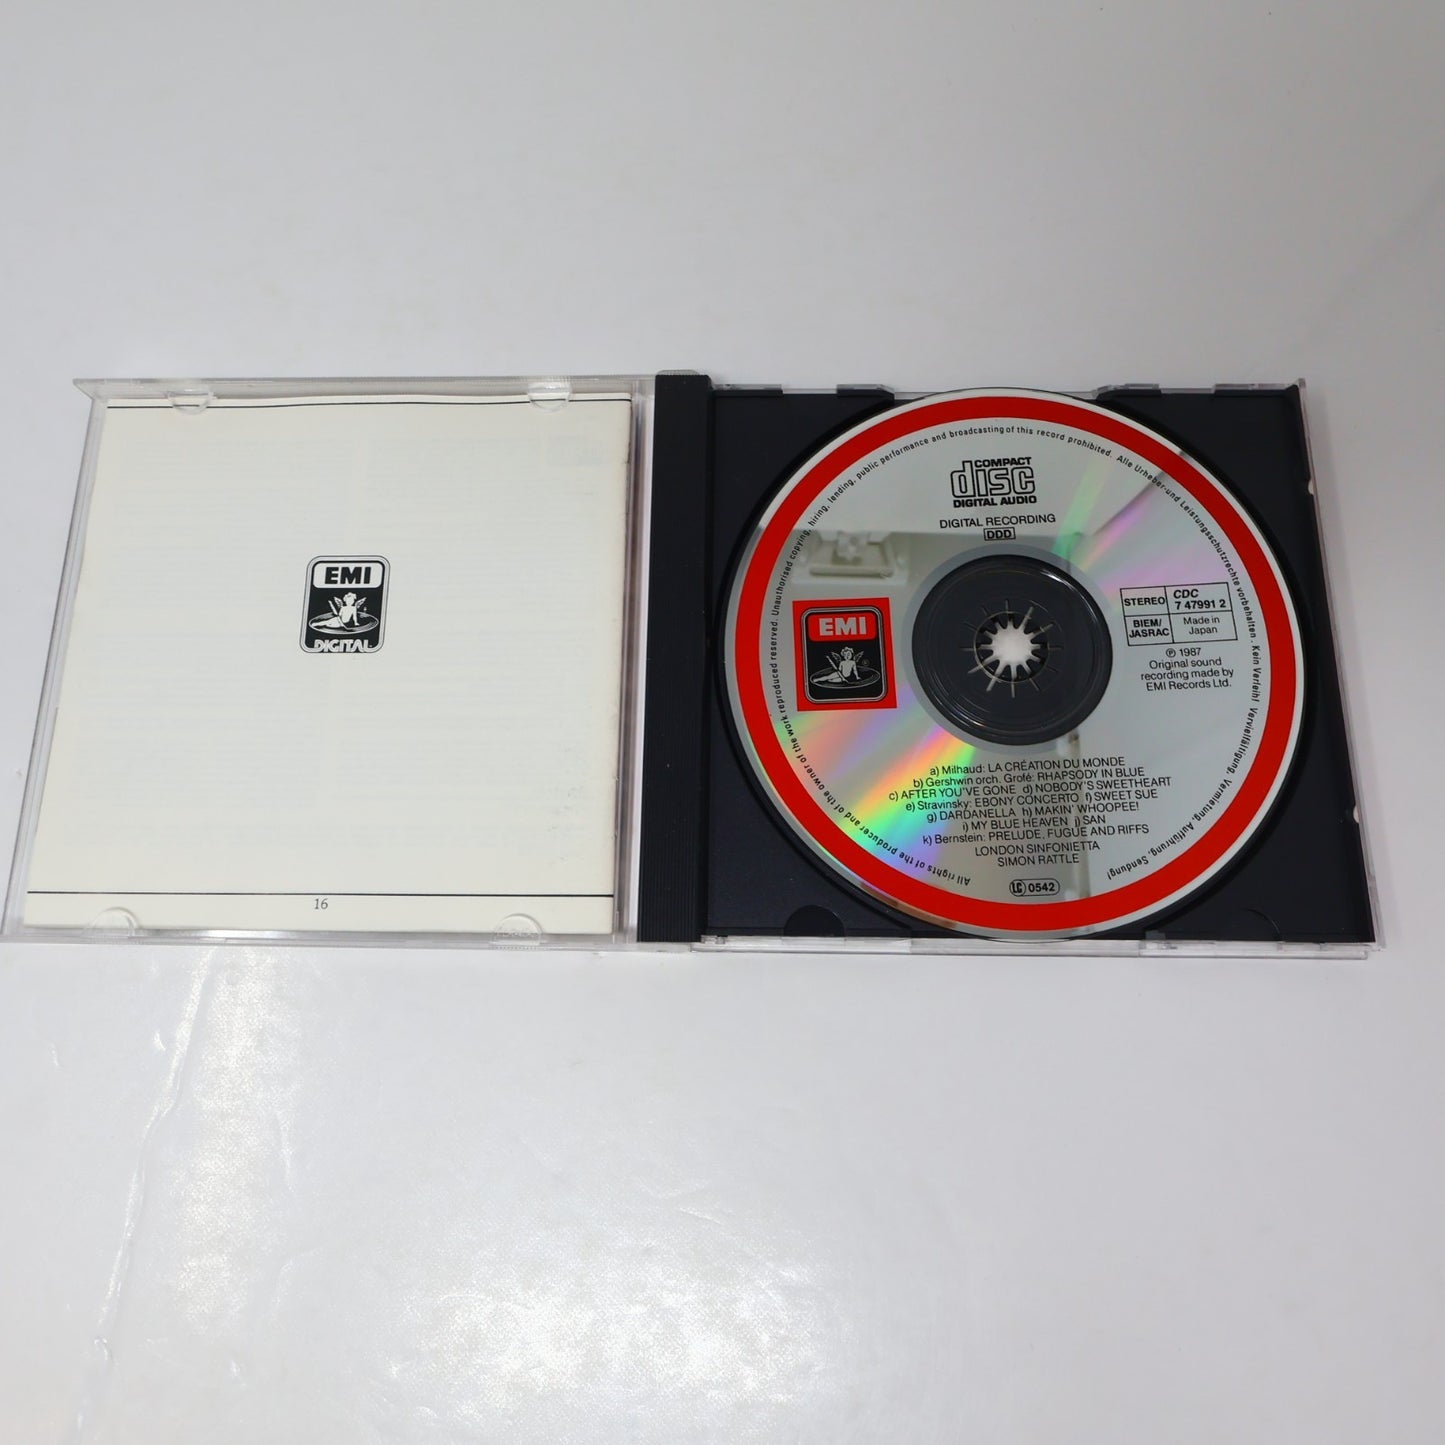 EMI
DIGITAL
16
COMPACT
disc
DIGITAL AUDIO
DIGITAL RECORDING
DDD
EMI
®
STEREO
CDC
7 47991 2
BIEM/
JASRAC
Made in
Japan
℗ 1987
Original sound
recording made by
EMI Records Ltd.
a) Milhaud: LA CRÉATION DU MONDE
b) Gershwin orch. Grofé: RHAPSODY IN BLUE
c) AFTER YOU'VE GONE d) NOBODY'S SWEETHEART
e) Stravinsky: EBONY CONCERTO f) SWEET SUE
g) DARDANELLA h) MAKIN' WHOOPEE!
i) MY BLUE HEAVEN j) SAN
k) Bernstein: PRELUDE, FUGUE AND RIFFS
LONDON SINFONIETTA
SIMON RATTLE
LC 0542
All rights of the producer and of the owner of the work reproduced reserved. Unauthorised copying, hiring, lending, public performance and broadcasting of this record prohibited. Alle Urheber-und Leistungsschutzrechte vorbehalten. Kein Verleih! Vervielfältigung, Vermietung, Aufführung, Sendung!